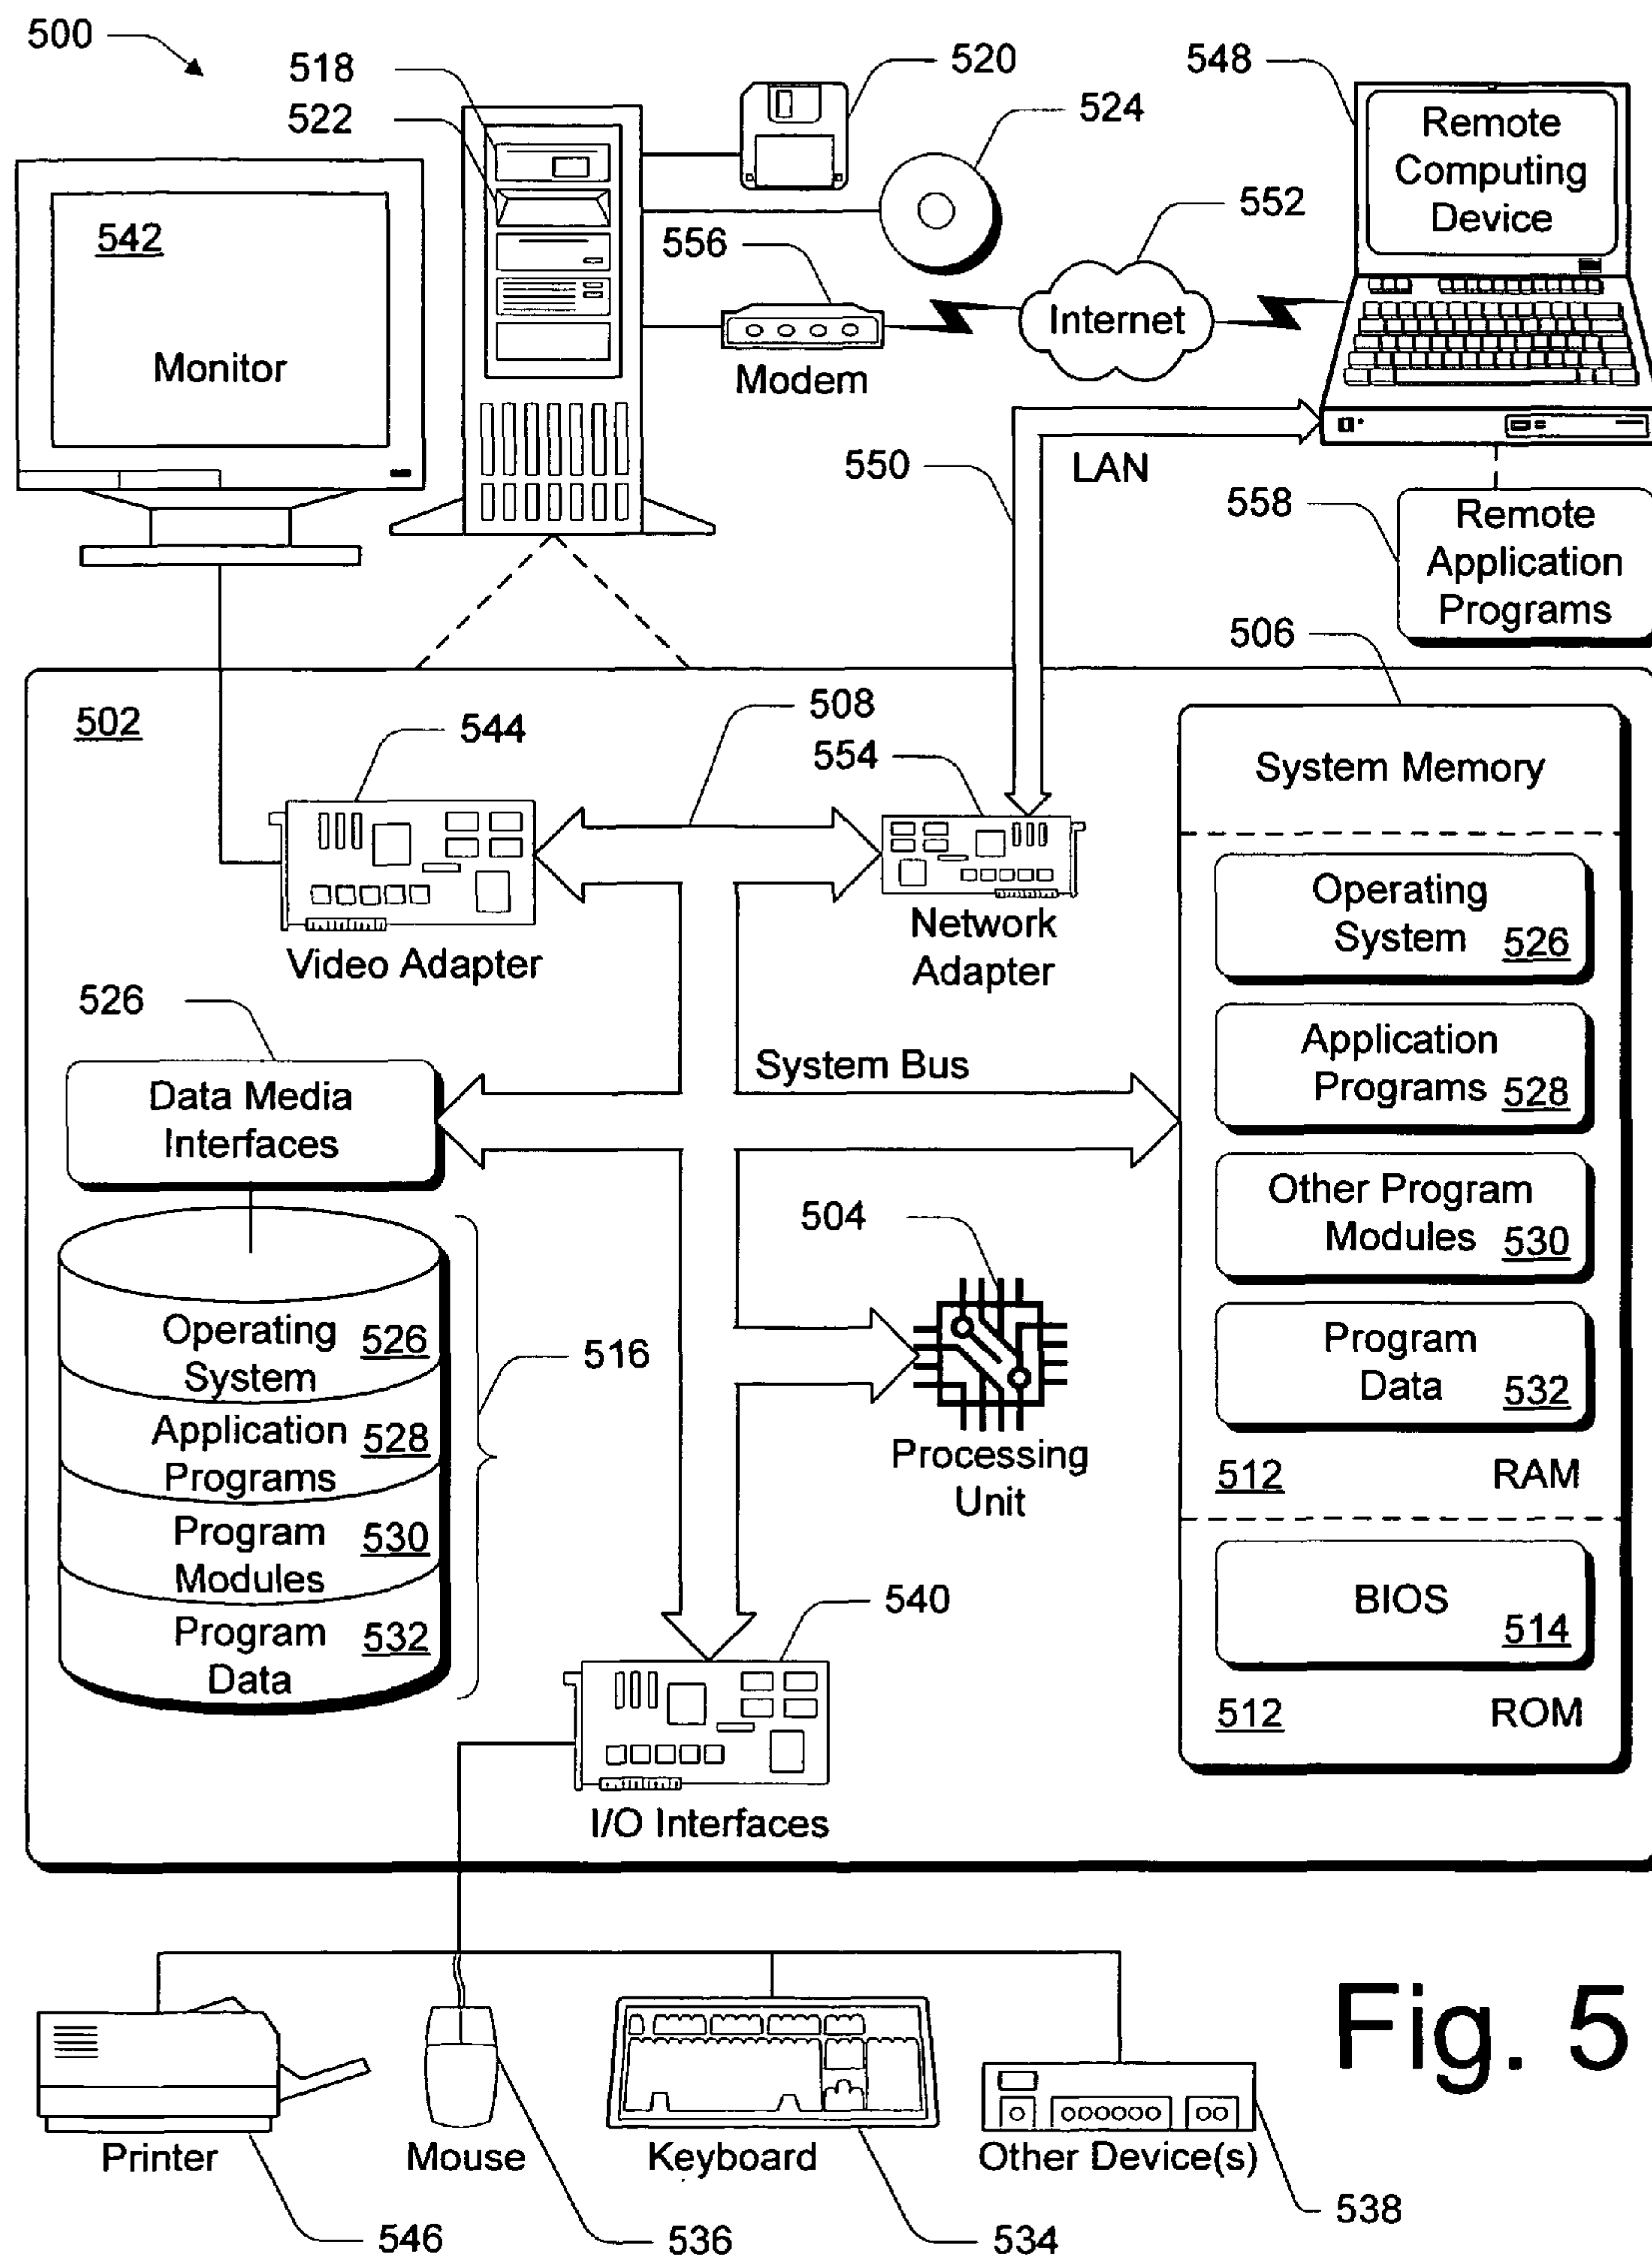 500
518
520
548
522
524
Remote
Computing
Device
552
542
556
Internet
Monitor
Modem
550
LAN
558
Remote
Application
Programs
506
502
508
544
554
System Memory
Operating
System 526
Video Adapter
Network
Adapter
526
Application
Programs 528
System Bus
Data Media
Interfaces
Other Program
Modules 530
504
Operating
System 526
516
Program
Data 532
Application
Programs 528
Processing
Unit
512 RAM
Program
Modules 530
540
BIOS
514
Program
Data 532
512 ROM
I/O Interfaces
Fig. 5
Printer
Mouse
Keyboard
Other Device(s)
546
536
534
538